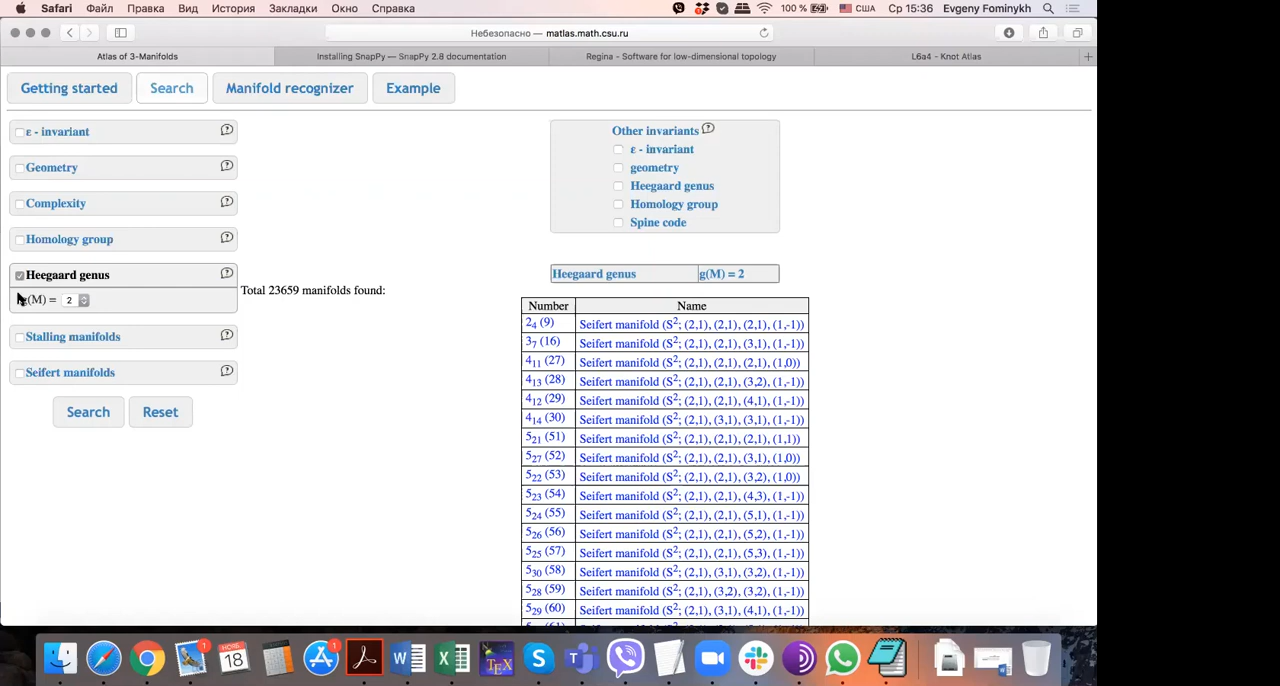 Safari Файл Правка Вид История Закладки Окно Справка 100 % США Ср 15:36 Evgeny Fominykh
Небезопасно — matlas.math.csu.ru
Atlas of 3-Manifolds Installing SnapPy — SnapPy 2.8 documentation Regina - Software for low-dimensional topology L6a4 - Knot Atlas
Getting started Search Manifold recognizer Example
ε - invariant
Geometry
Complexity
Homology group
Heegaard genus
g(M) = 2
Stalling manifolds
Seifert manifolds
Search Reset
Total 23659 manifolds found:
Other invariants
ε - invariant
geometry
Heegaard genus
Homology group
Spine code
Heegaard genus g(M) = 2
Number Name
2₄ (9) Seifert manifold (S²; (2,1), (2,1), (2,1), (1,-1))
3₇ (16) Seifert manifold (S²; (2,1), (2,1), (3,1), (1,-1))
4₁₁ (27) Seifert manifold (S²; (2,1), (2,1), (2,1), (1,0))
4₁₃ (28) Seifert manifold (S²; (2,1), (2,1), (3,2), (1,-1))
4₁₂ (29) Seifert manifold (S²; (2,1), (2,1), (4,1), (1,-1))
4₁₄ (30) Seifert manifold (S²; (2,1), (3,1), (3,1), (1,-1))
5₂₁ (51) Seifert manifold (S²; (2,1), (2,1), (2,1), (1,1))
5₂₇ (52) Seifert manifold (S²; (2,1), (2,1), (3,1), (1,0))
5₂₂ (53) Seifert manifold (S²; (2,1), (2,1), (3,2), (1,0))
5₂₃ (54) Seifert manifold (S²; (2,1), (2,1), (4,3), (1,-1))
5₂₄ (55) Seifert manifold (S²; (2,1), (2,1), (5,1), (1,-1))
5₂₆ (56) Seifert manifold (S²; (2,1), (2,1), (5,2), (1,-1))
5₂₅ (57) Seifert manifold (S²; (2,1), (2,1), (5,3), (1,-1))
5₃₀ (58) Seifert manifold (S²; (2,1), (3,1), (3,2), (1,-1))
5₂₈ (59) Seifert manifold (S²; (2,1), (3,2), (3,2), (1,-1))
5₂₉ (60) Seifert manifold (S²; (2,1), (3,1), (4,1), (1,-1))
НОЯБ.
18